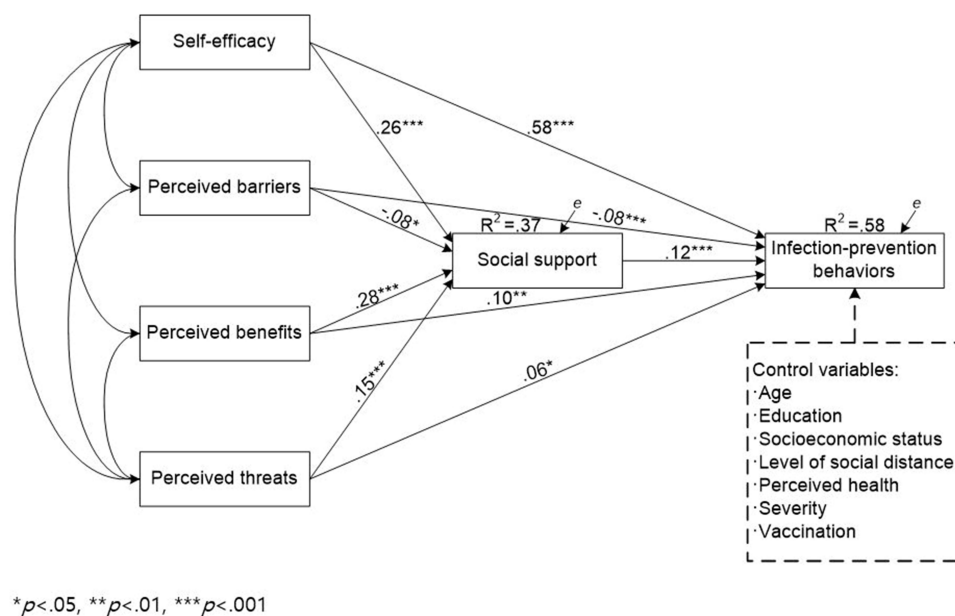 Self-efficacy
.26***
.58***
Perceived barriers
-.08*
-.08***
R² =.37
e
Social support
.12***
R² =.58
e
Infection-prevention
behaviors
.28***
.10**
Perceived benefits
.15***
.06*
Perceived threats
Control variables:
·Age
·Education
·Socioeconomic status
·Level of social distance
·Perceived health
·Severity
·Vaccination
*p<.05, **p<.01, ***p<.001